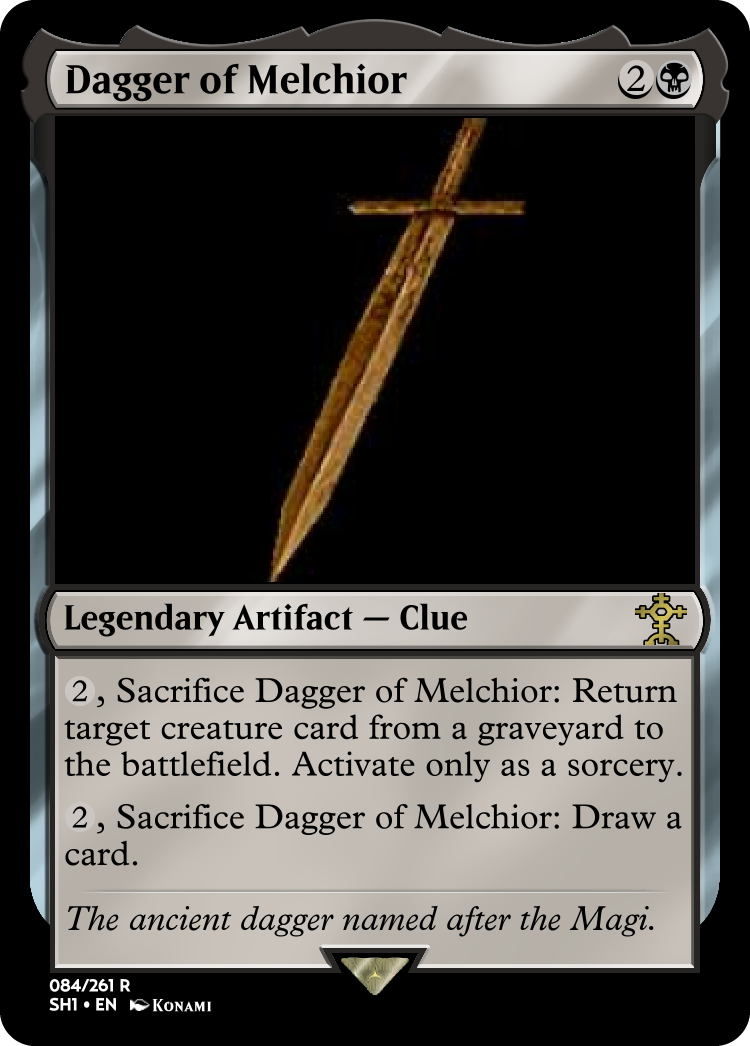 Dagger of Melchior 2
Legendary Artifact — Clue
2, Sacrifice Dagger of Melchior: Return
target creature card from a graveyard to
the battlefield. Activate only as a sorcery.
2, Sacrifice Dagger of Melchior: Draw a
card.
The ancient dagger named after the Magi.
084/261 R
SH1 • EN KONAMI